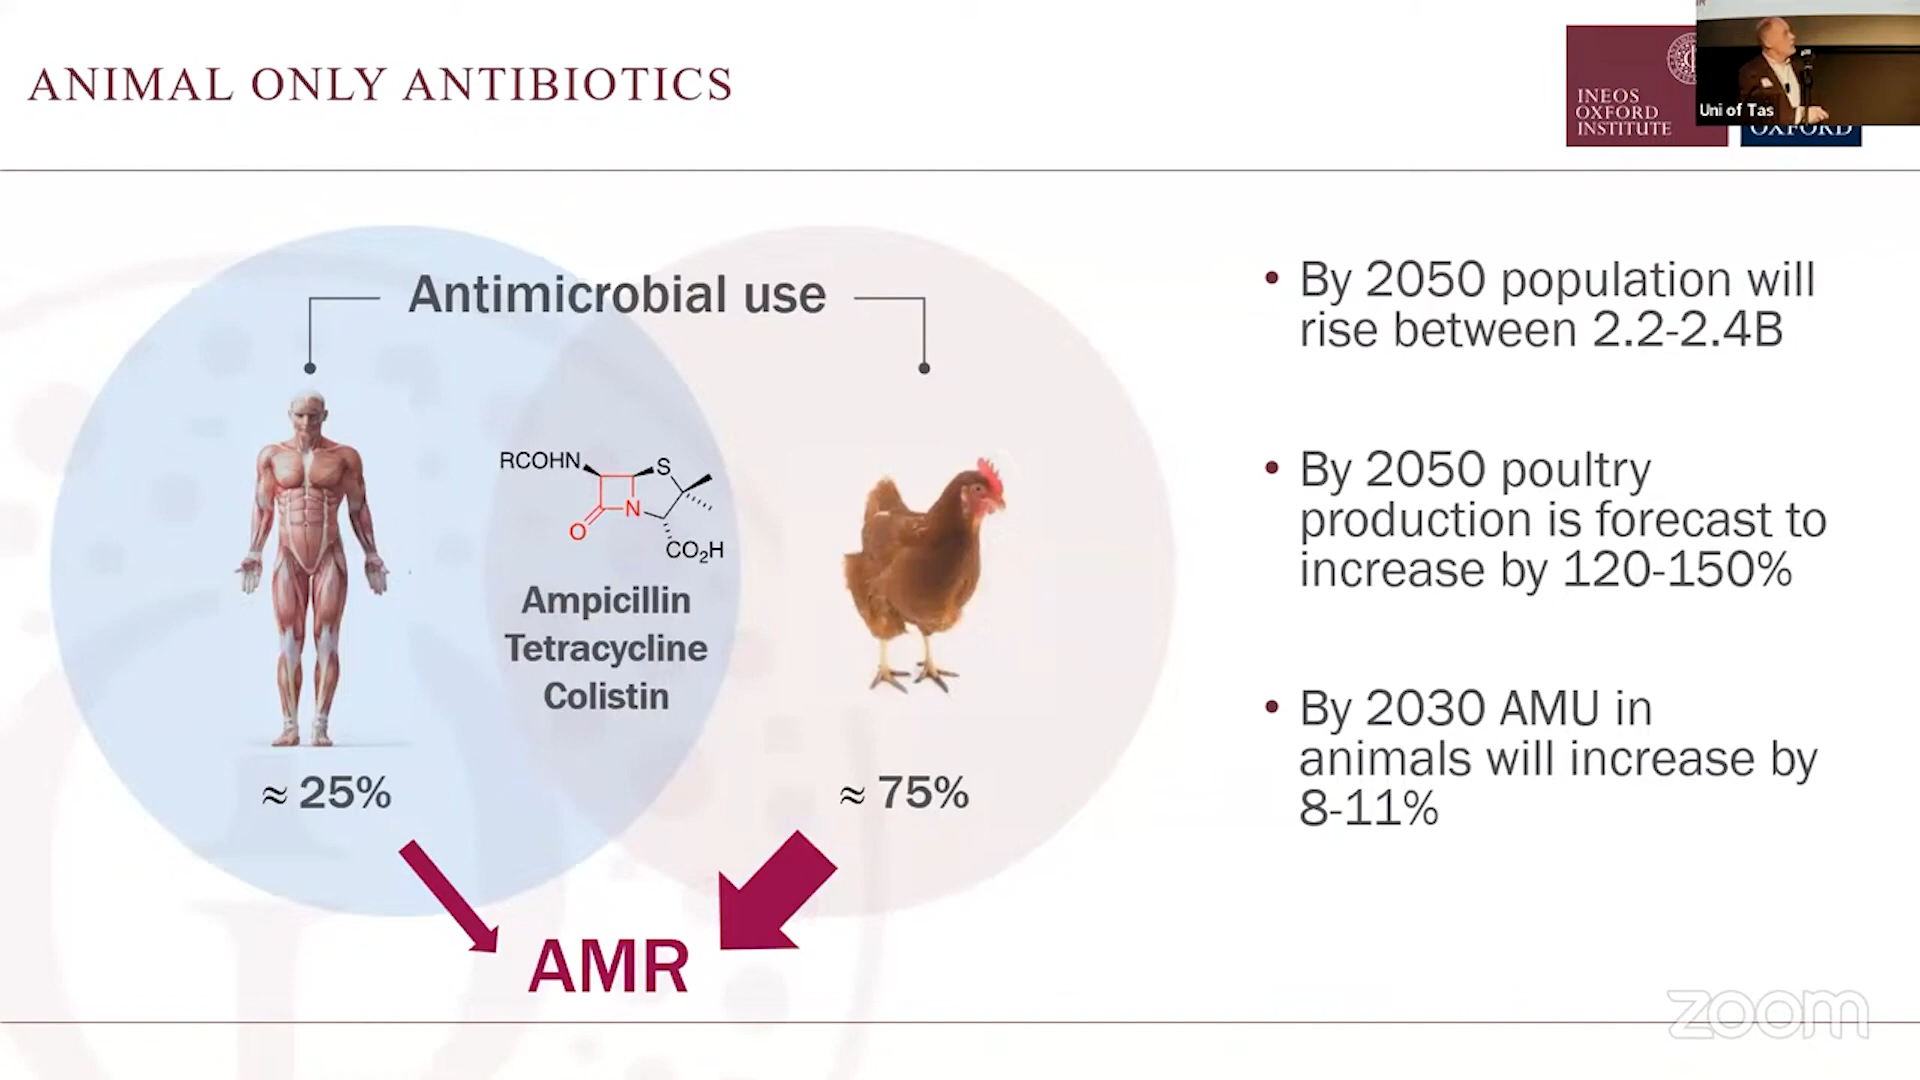 ANIMAL ONLY ANTIBIOTICS
INEOS
OXFORD
INSTITUTE
OXFORD
Uni of Tas
Antimicrobial use
RCOHN
S
N
O
CO₂H
Ampicillin
Tetracycline
Colistin
≈ 25%
≈ 75%
AMR
• By 2050 population will
rise between 2.2-2.4B
• By 2050 poultry
production is forecast to
increase by 120-150%
• By 2030 AMU in
animals will increase by
8-11%
zoom